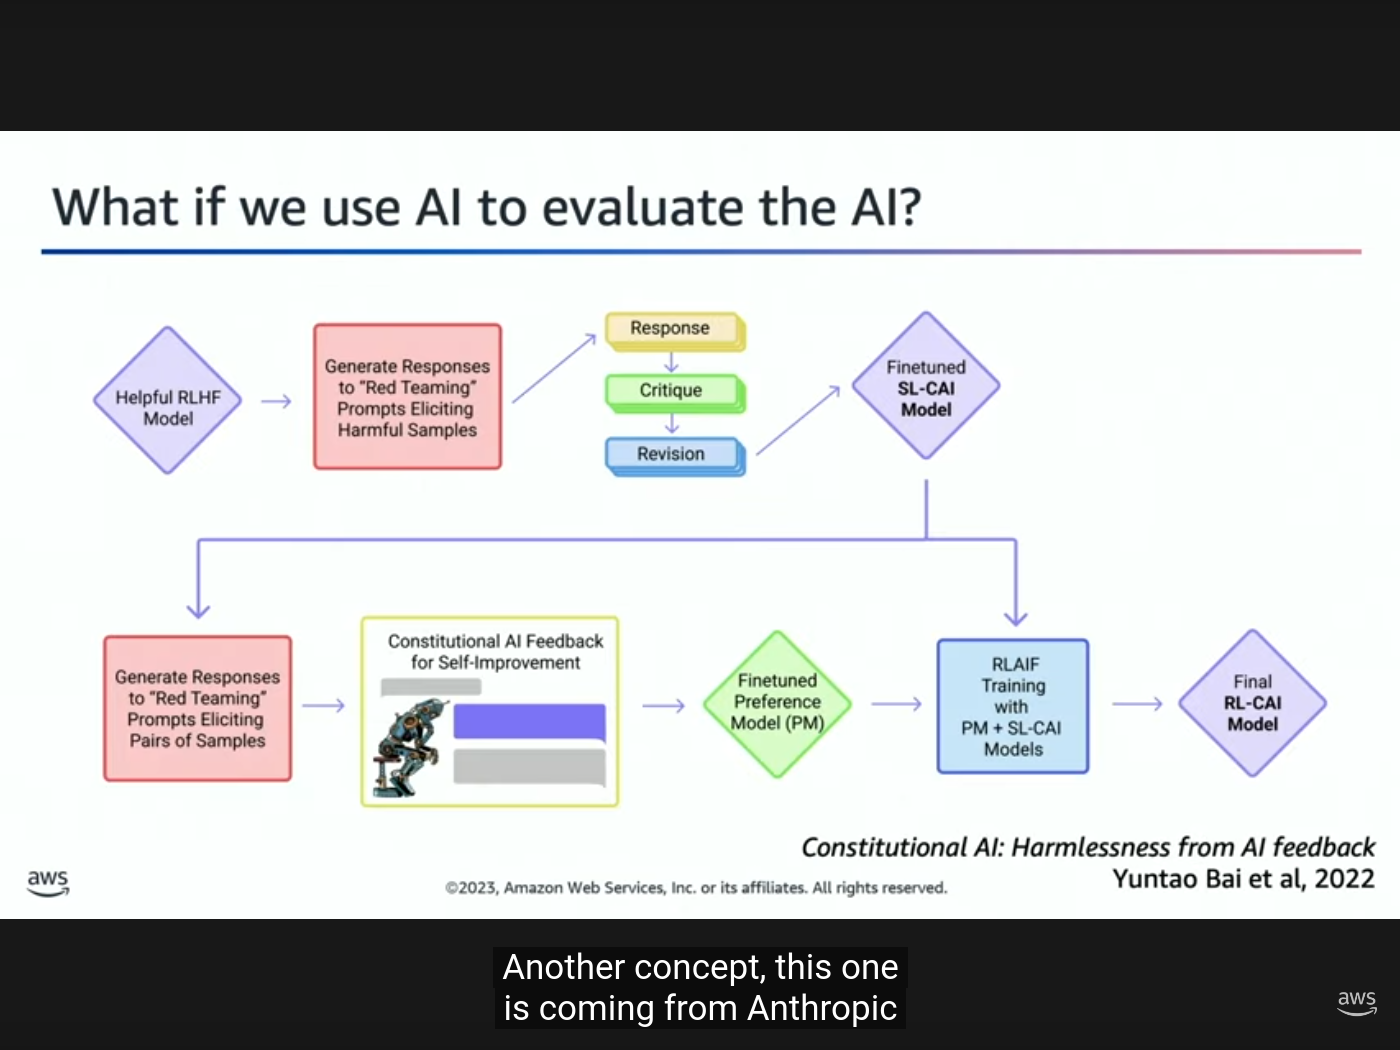 What if we use AI to evaluate the AI?
Helpful RLHF
Model
Generate Responses
to “Red Teaming”
Prompts Eliciting
Harmful Samples
Response
Critique
Revision
Finetuned
SL-CAI
Model
Generate Responses
to “Red Teaming”
Prompts Eliciting
Pairs of Samples
Constitutional AI Feedback
for Self-Improvement
Finetuned
Preference
Model (PM)
RLAIF
Training
with
PM + SL-CAI
Models
Final
RL-CAI
Model
Constitutional AI: Harmlessness from AI feedback
Yuntao Bai et al, 2022
aws
©2023, Amazon Web Services, Inc. or its affiliates. All rights reserved.
Another concept, this one
is coming from Anthropic
aws